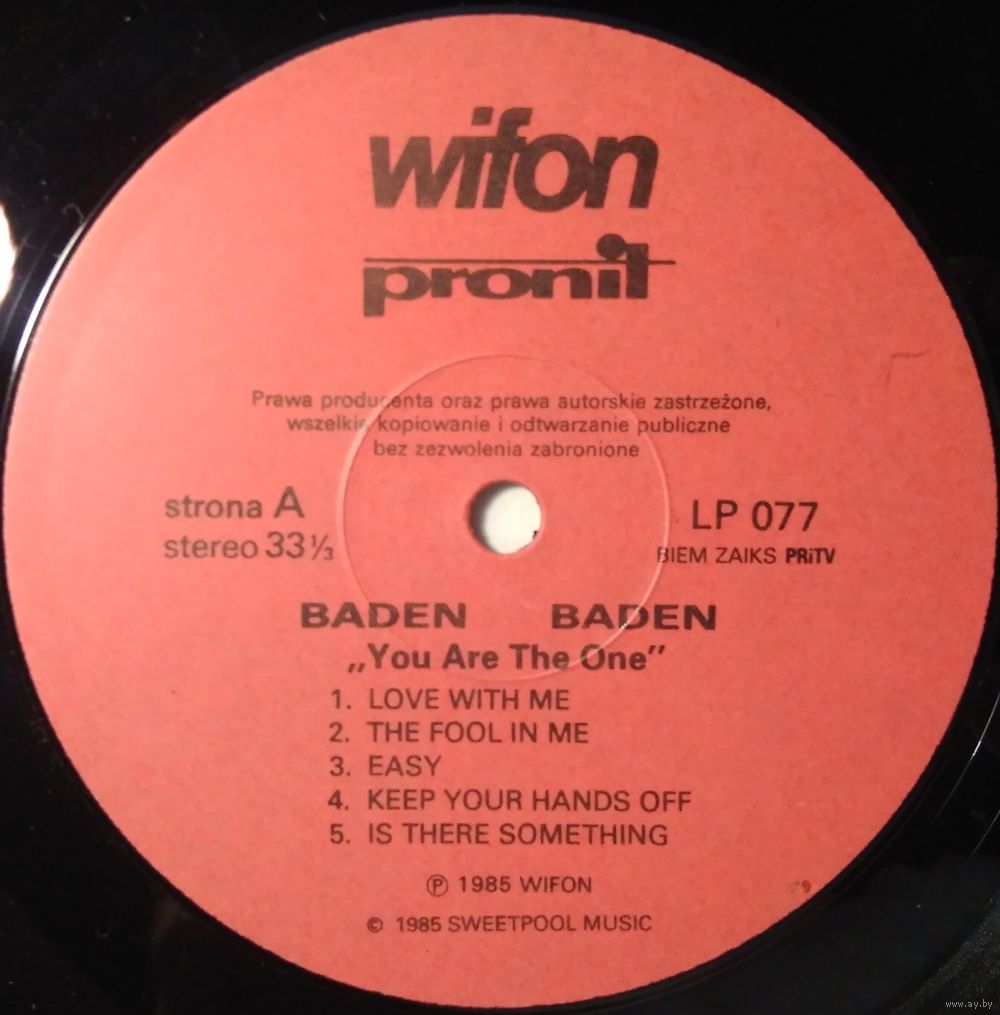 wifon
pronit
Prawa producenta oraz prawa autorskie zastrzeżone,
wszelkie kopiowanie i odtwarzanie publiczne
bez zezwolenia zabronione
strona A
stereo 33 ⅓
LP 077
BIEM ZAIKS PRiTV
BADEN BADEN
„You Are The One”
1. LOVE WITH ME
2. THE FOOL IN ME
3. EASY
4. KEEP YOUR HANDS OFF
5. IS THERE SOMETHING
℗ 1985 WIFON
© 1985 SWEETPOOL MUSIC
www.ay.by